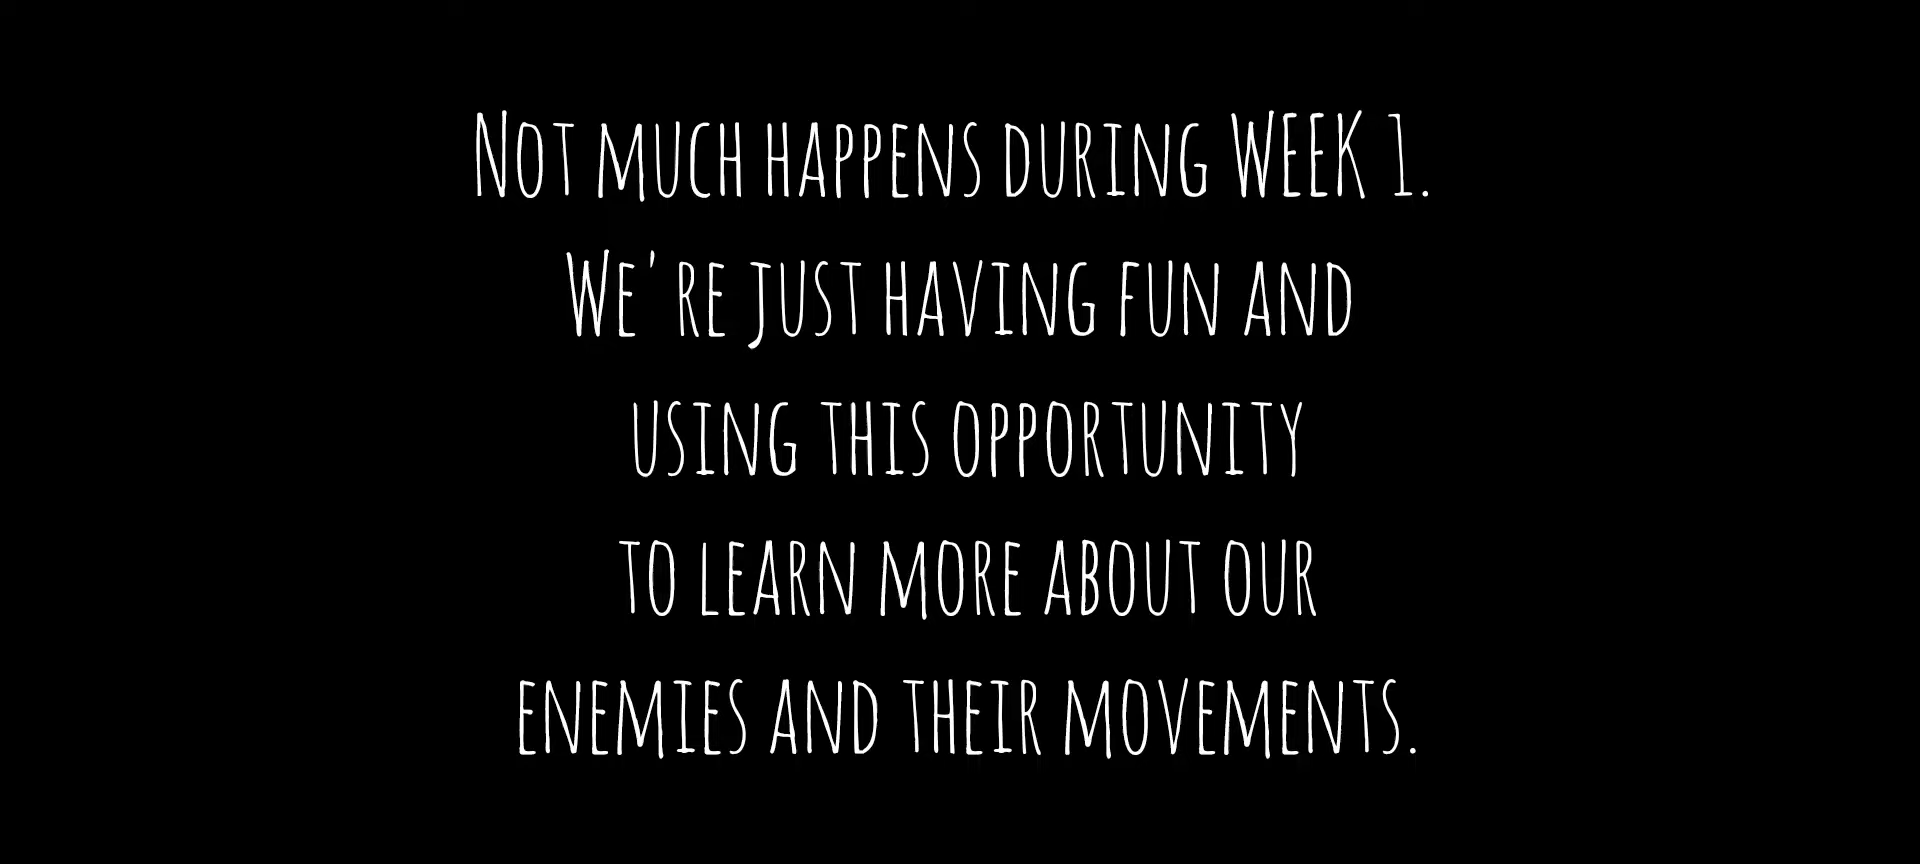 Not much happens during WEEK 1.
We're just having fun and
using this opportunity
to learn more about our
enemies and their movements.